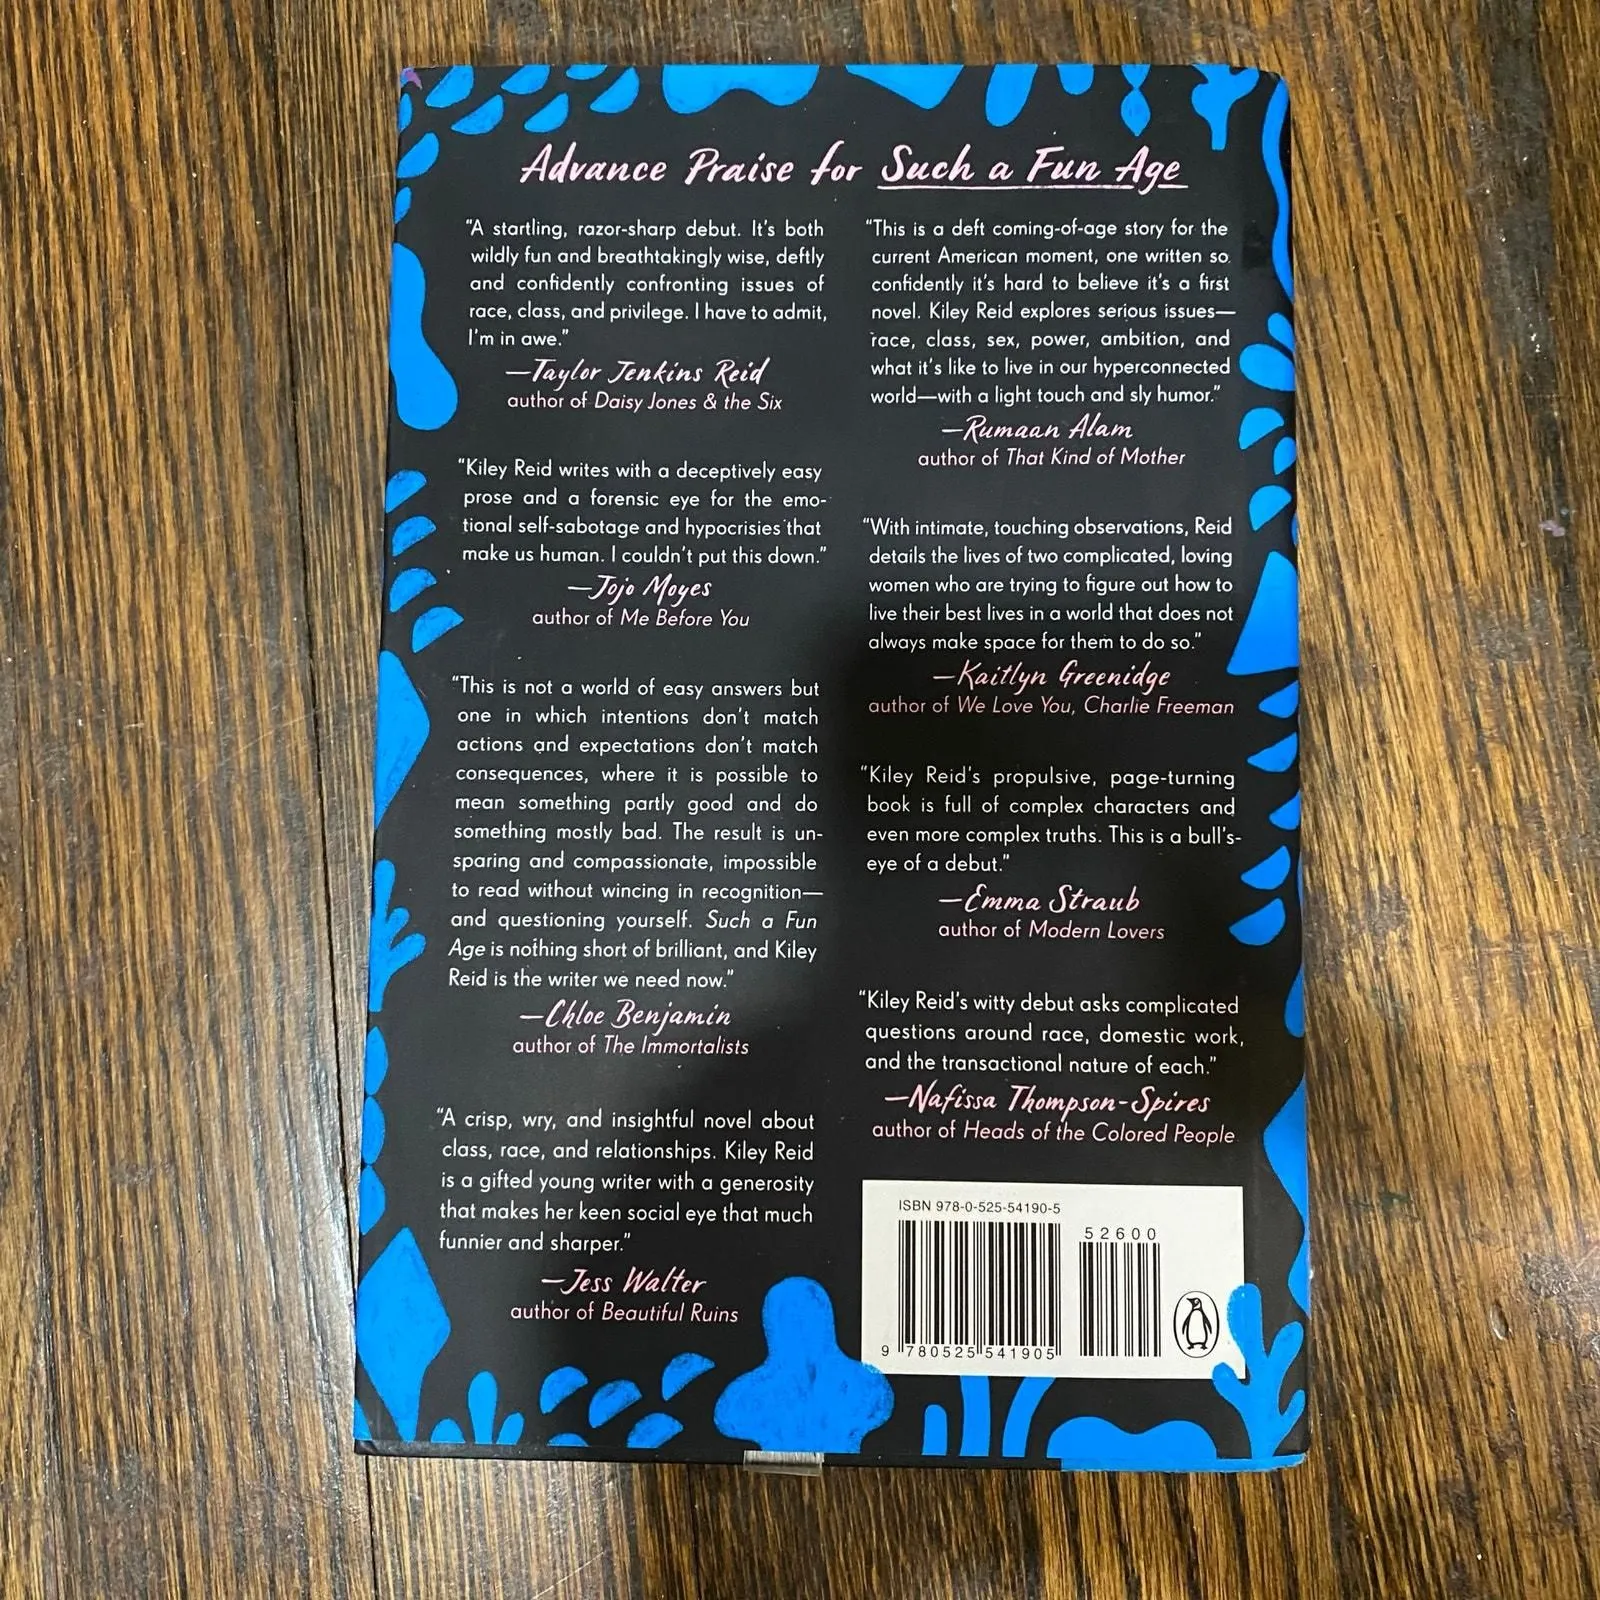 Advance Praise for Such a Fun Age
“A startling, razor-sharp debut. It’s both
wildly fun and breathtakingly wise, deftly
and confidently confronting issues of
race, class, and privilege. I have to admit,
I’m in awe.”
—Taylor Jenkins Reid
author of Daisy Jones & the Six
“Kiley Reid writes with a deceptively easy
prose and a forensic eye for the emo-
tional self-sabotage and hypocrisies that
make us human. I couldn’t put this down.”
—Jojo Moyes
author of Me Before You
“This is not a world of easy answers but
one in which intentions don’t match
actions and expectations don’t match
consequences, where it is possible to
mean something partly good and do
something mostly bad. The result is un-
sparing and compassionate, impossible
to read without wincing in recognition—
and questioning yourself. Such a Fun
Age is nothing short of brilliant, and Kiley
Reid is the writer we need now.”
—Chloe Benjamin
author of The Immortalists
“A crisp, wry, and insightful novel about
class, race, and relationships. Kiley Reid
is a gifted young writer with a generosity
that makes her keen social eye that much
funnier and sharper.”
—Jess Walter
author of Beautiful Ruins
“This is a deft coming-of-age story for the
current American moment, one written so
confidently it’s hard to believe it’s a first
novel. Kiley Reid explores serious issues—
race, class, sex, power, ambition, and
what it’s like to live in our hyperconnected
world—with a light touch and sly humor.”
—Rumaan Alam
author of That Kind of Mother
“With intimate, touching observations, Reid
details the lives of two complicated, loving
women who are trying to figure out how to
live their best lives in a world that does not
always make space for them to do so.”
—Kaitlyn Greenidge
author of We Love You, Charlie Freeman
“Kiley Reid’s propulsive, page-turning
book is full of complex characters and
even more complex truths. This is a bull’s-
eye of a debut.”
—Emma Straub
author of Modern Lovers
“Kiley Reid’s witty debut asks complicated
questions around race, domestic work,
and the transactional nature of each.”
—Nafissa Thompson-Spires
author of Heads of the Colored People
ISBN 978-0-525-54190-5
52600
9 780525 541905